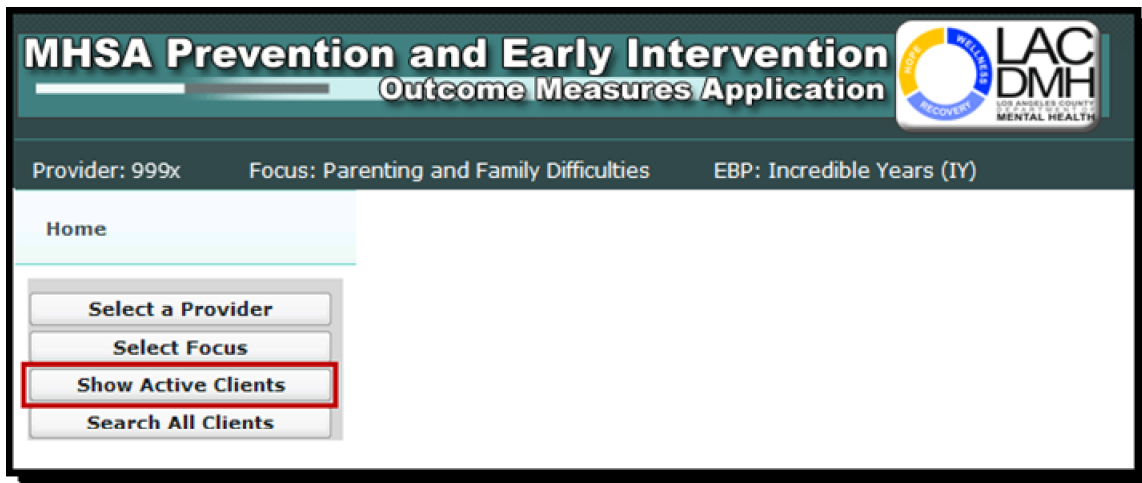 MHSA Prevention and Early Intervention
Outcome Measures Application
HOPE
WELLNESS
RECOVERY
LAC
DMH
LOS ANGELES COUNTY
DEPARTMENT OF
MENTAL HEALTH
Provider: 999x Focus: Parenting and Family Difficulties EBP: Incredible Years (IY)
Home
Select a Provider
Select Focus
Show Active Clients
Search All Clients